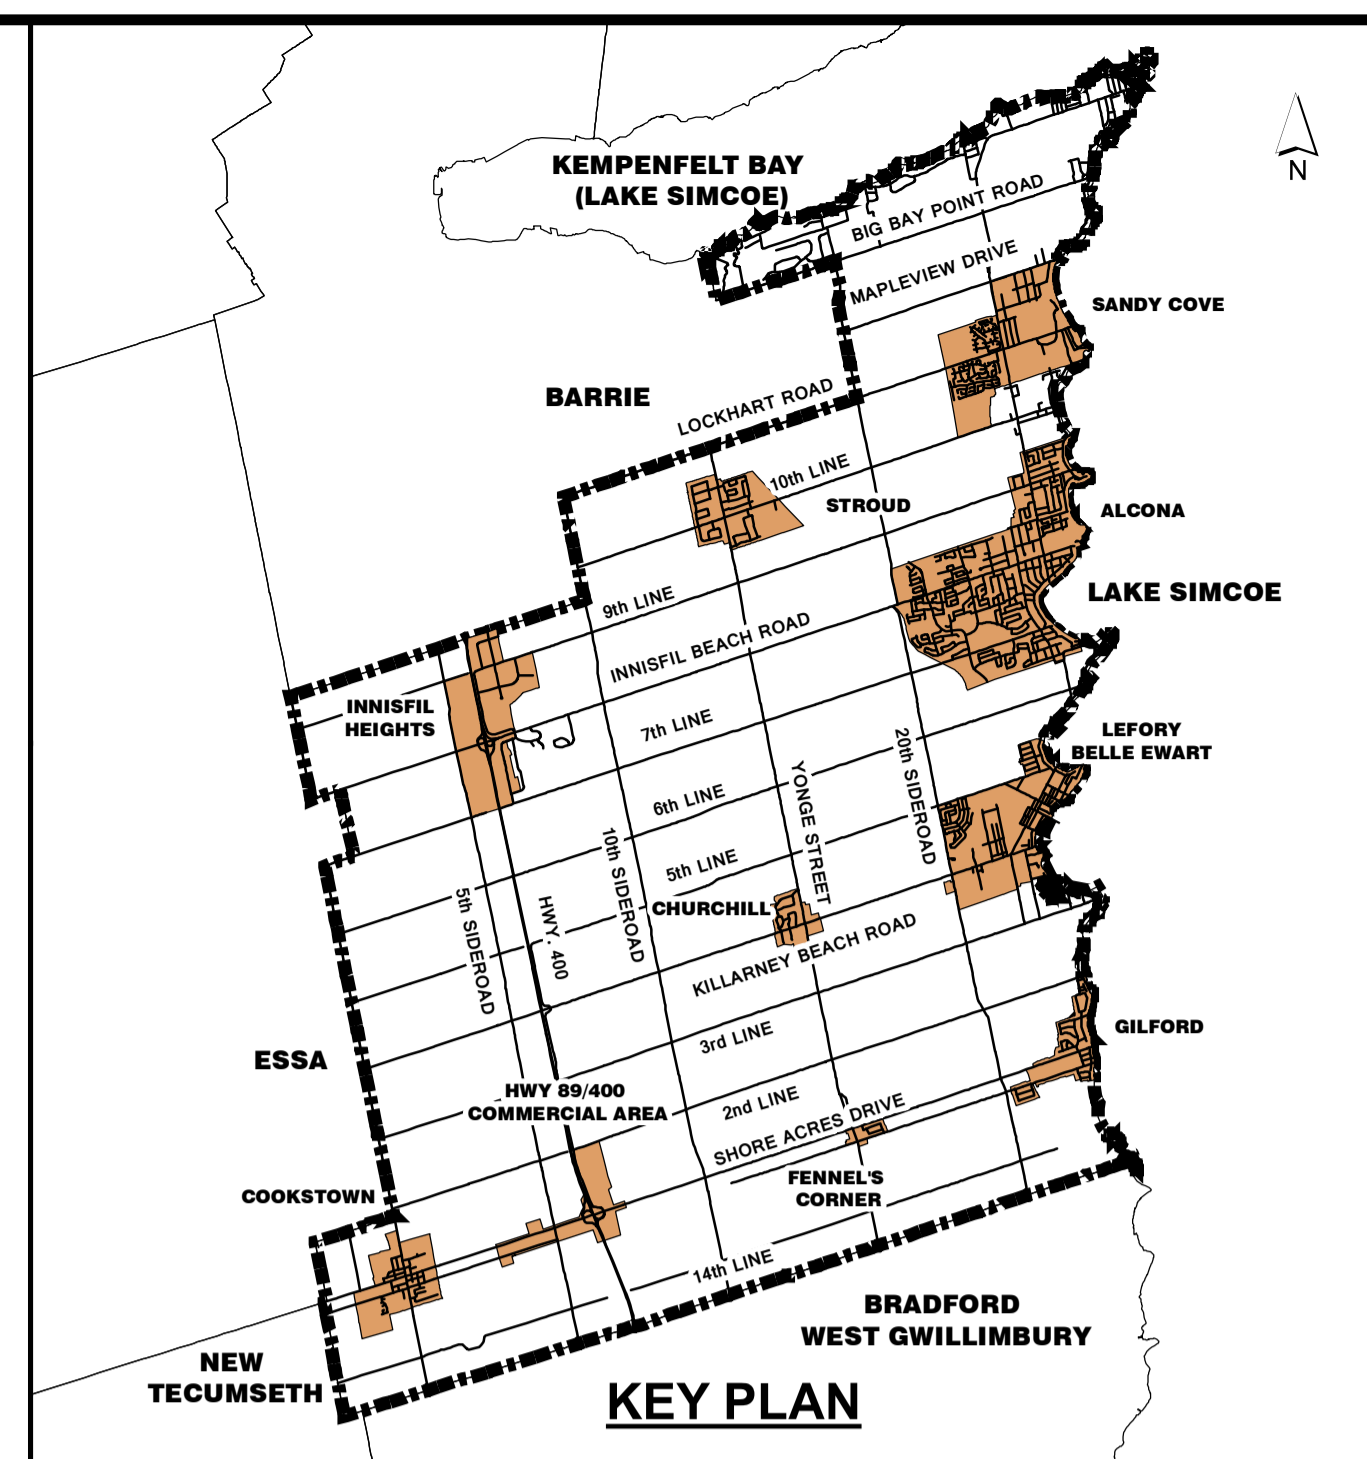 KEMPENFELT BAY
(LAKE SIMCOE)
N
BIG BAY POINT ROAD
MAPLEVIEW DRIVE
SANDY COVE
BARRIE
LOCKHART ROAD
10th LINE
STROUD
ALCONA
LAKE SIMCOE
9th LINE
INNISFIL BEACH ROAD
INNISFIL
HEIGHTS
7th LINE
20th SIDEROAD
LEFORY
BELLE EWART
6th LINE
YONGE STREET
10th SIDEROAD
5th LINE
5th SIDEROAD
HWY. 400
CHURCHILL
KILLARNEY BEACH ROAD
3rd LINE
GILFORD
ESSA
HWY 89/400
COMMERCIAL AREA
2nd LINE
SHORE ACRES DRIVE
FENNEL'S
CORNER
COOKSTOWN
14th LINE
BRADFORD
WEST GWILLIMBURY
NEW
TECUMSETH
KEY PLAN